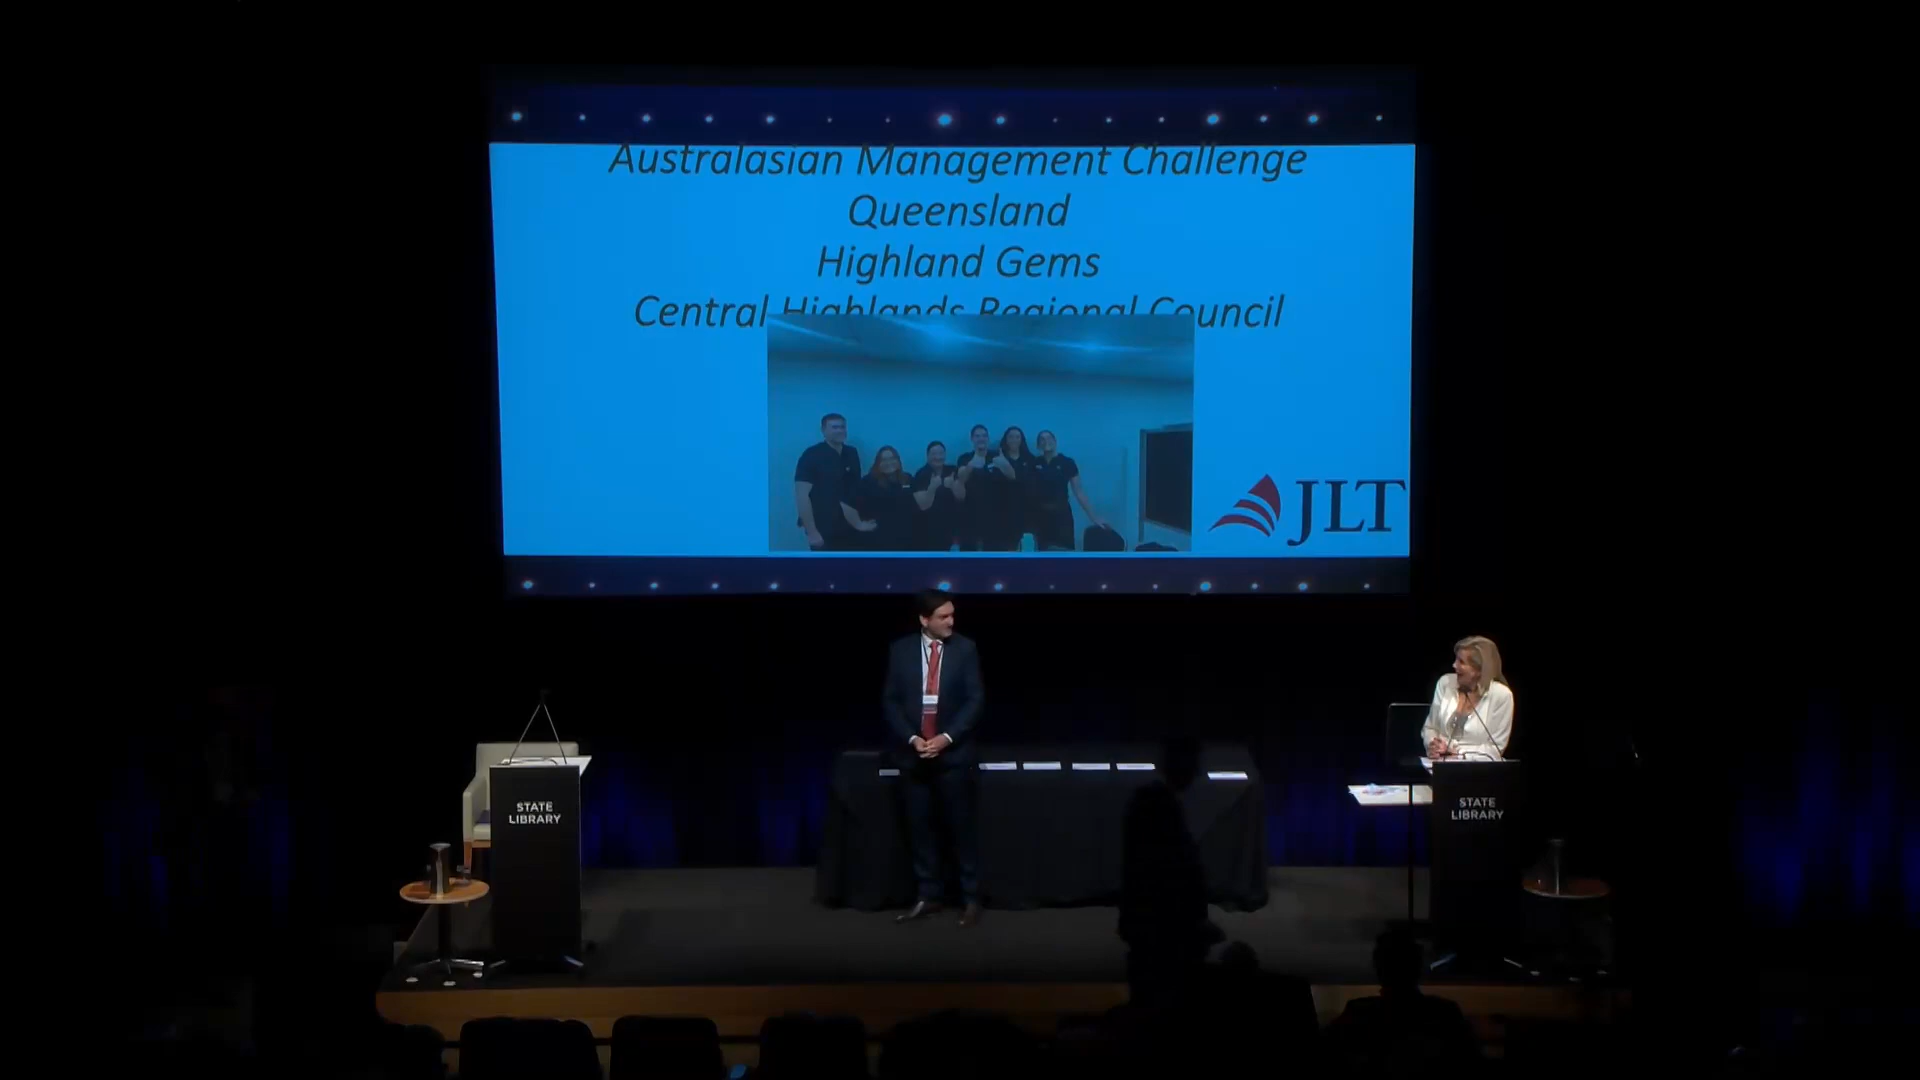 Australasian Management Challenge
Queensland
Highland Gems
Central Highlands Regional Council
JLT
STATE
LIBRARY
STATE
LIBRARY